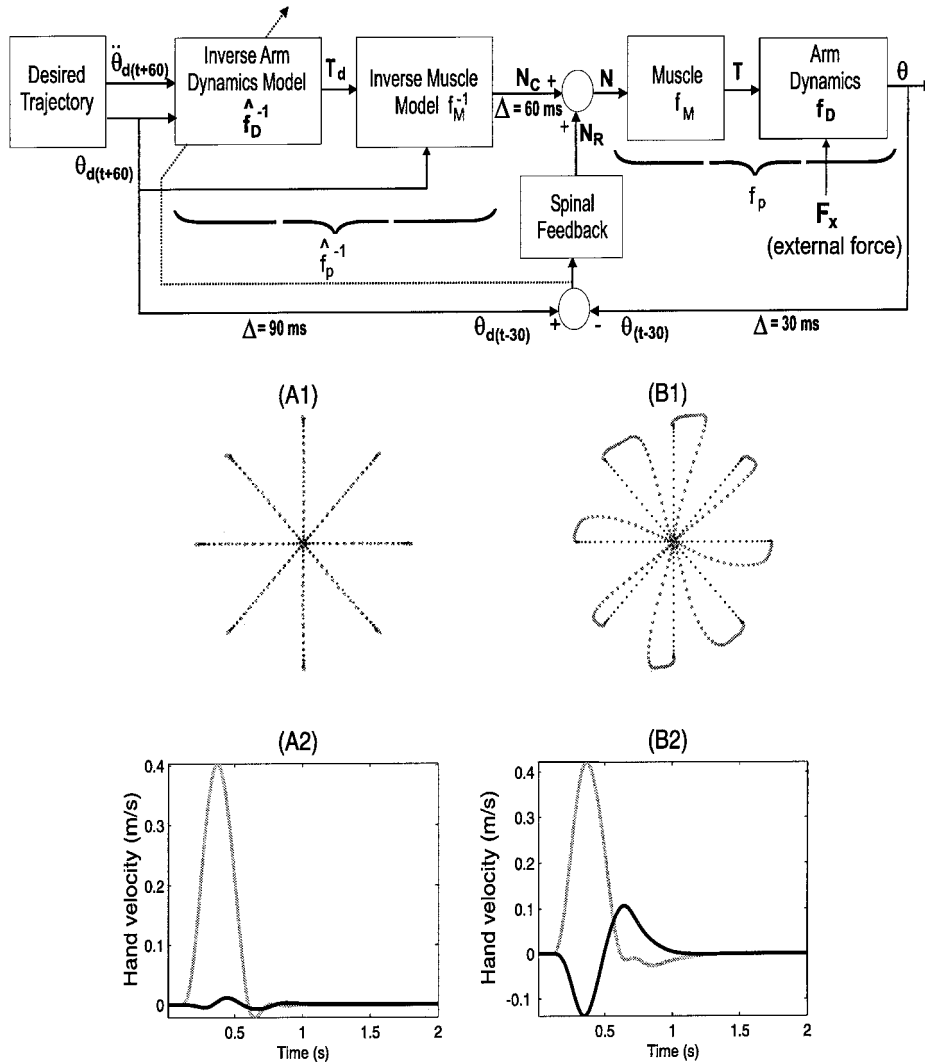 Desired
Trajectory
θ̈d(t+60)
θd(t+60)
Inverse Arm
Dynamics Model
f̂D⁻¹
Td
Inverse Muscle
Model fM⁻¹
NC +
Δ = 60 ms
N
+
NR
Muscle
fM
T
Arm
Dynamics
fD
θ
Spinal
Feedback
fp
Fx
(external force)
f̂p⁻¹
Δ = 90 ms
θd(t-30)
+
-
θ(t-30)
Δ = 30 ms
(A1)
(B1)
(A2)
(B2)
Hand velocity (m/s)
0.4
0.3
0.2
0.1
0
0.5
1
1.5
2
Time (s)
Hand velocity (m/s)
0.4
0.3
0.2
0.1
0
-0.1
0.5
1
1.5
2
Time (s)